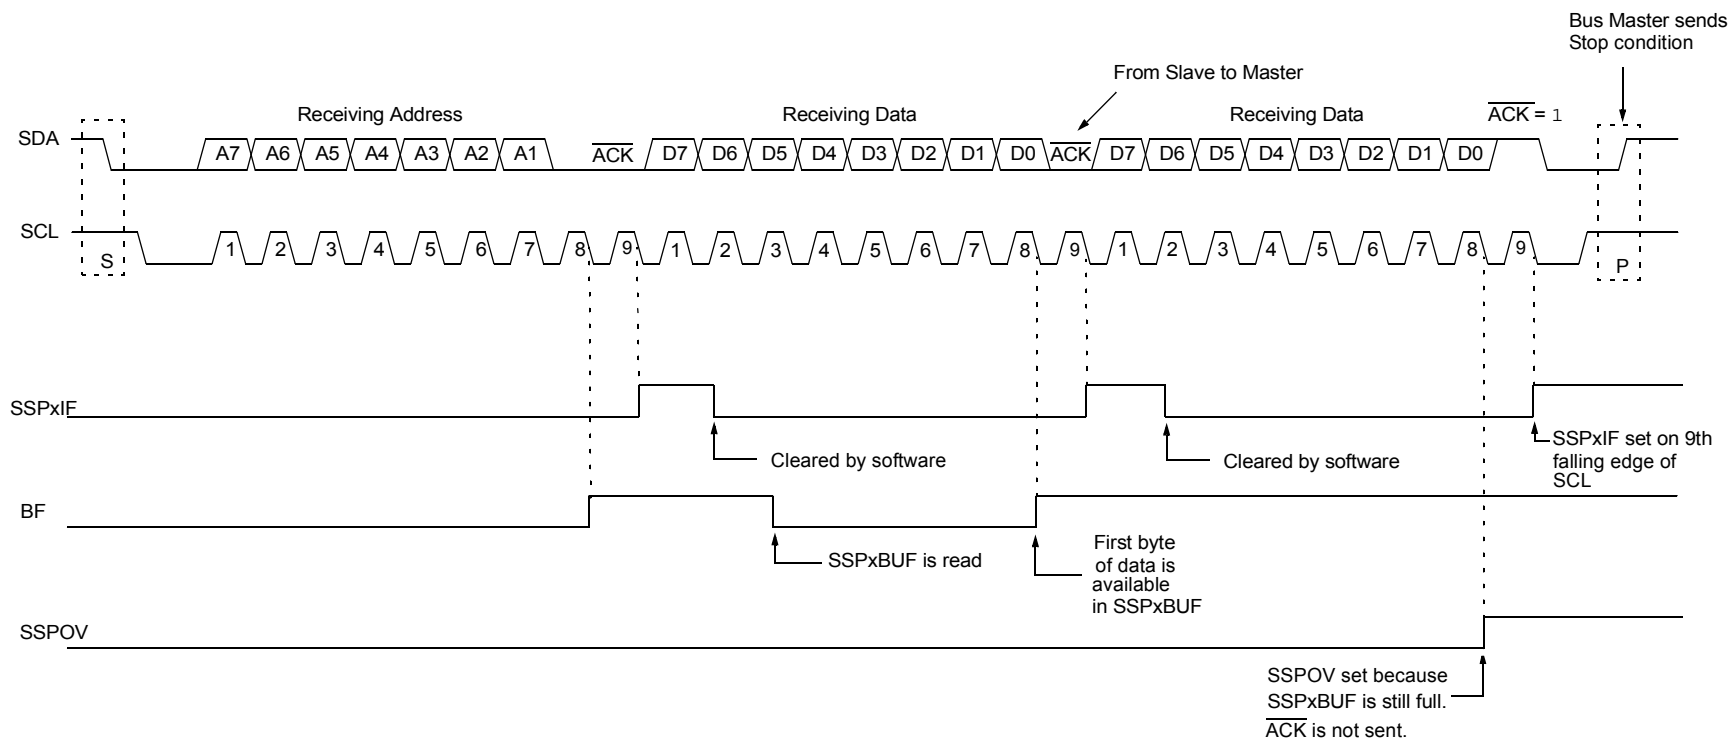 Bus Master sends
Stop condition
From Slave to Master
Receiving Address
Receiving Data
Receiving Data
ACK = 1
SDA
A7 A6 A5 A4 A3 A2 A1 ACK D7 D6 D5 D4 D3 D2 D1 D0 ACK D7 D6 D5 D4 D3 D2 D1 D0
SCL
1 2 3 4 5 6 7 8 9 1 2 3 4 5 6 7 8 9 1 2 3 4 5 6 7 8 9
S
P
SSPxIF
Cleared by software
Cleared by software
SSPxIF set on 9th
falling edge of
SCL
BF
SSPxBUF is read
First byte
of data is
available
in SSPxBUF
SSPOV
SSPOV set because
SSPxBUF is still full.
ACK is not sent.